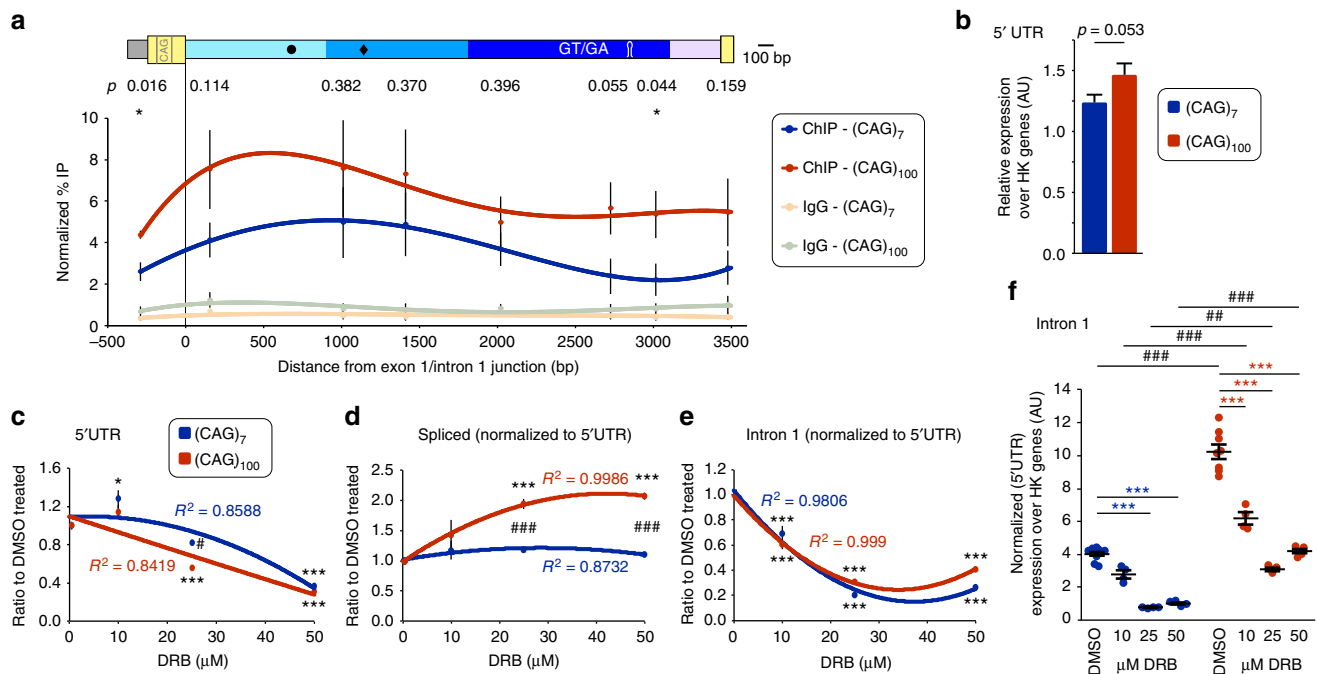 a
CAG
GT/GA
100 bp
p 0.016 0.114 0.382 0.370 0.396 0.055 0.044 0.159
* *
Normalized % IP
10
8
6
4
2
0
–500 0 500 1000 1500 2000 2500 3000 3500
Distance from exon 1/intron 1 junction (bp)
ChIP - (CAG)7
ChIP - (CAG)100
IgG - (CAG)7
IgG - (CAG)100
b
5′ UTR
p = 0.053
Relative expression
over HK genes (AU)
1.5
1.0
0.5
0.0
(CAG)7
(CAG)100
c
5′UTR
(CAG)7
(CAG)100
Ratio to DMSO treated
1.6
1.2
0.8
0.4
0.0
*
R2 = 0.8588
#
R2 = 0.8419
***
***
***
0 10 20 30 40 50
DRB (μM)
d
Spliced (normalized to 5′UTR)
Ratio to DMSO treated
2.5
2.0
1.5
1.0
0.5
0.0
R2 = 0.9986
*** ***
### ###
R2 = 0.8732
0 10 20 30 40 50
DRB (μM)
e
Intron 1 (normalized to 5′UTR)
Ratio to DMSO treated
1.2
1.0
0.8
0.6
0.4
0.2
0.0
R2 = 0.9806
***
R2 = 0.999
***
***
***
***
***
0 10 20 30 40 50
DRB (μM)
f
Intron 1
###
##
###
###
***
***
***
***
***
Normalized (5′UTR)
expression over HK genes (AU)
14
12
10
8
6
4
2
0
DMSO 10 25 50 DMSO 10 25 50
μM DRB μM DRB